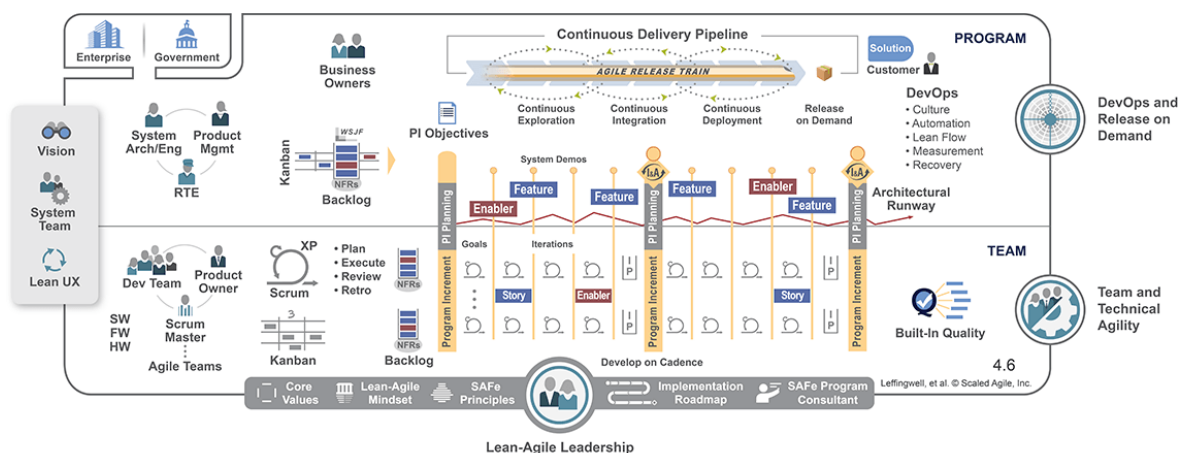 Enterprise
Government
Business
Owners
Continuous Delivery Pipeline
AGILE RELEASE TRAIN
Continuous
Exploration
Continuous
Integration
Continuous
Deployment
Release
on Demand
Solution
Customer
PROGRAM
DevOps
• Culture
• Automation
• Lean Flow
• Measurement
• Recovery
DevOps and
Release on
Demand
Vision
System
Team
Lean UX
System
Arch/Eng
Product
Mgmt
RTE
Kanban
WSJF
NFRs
Backlog
PI Objectives
System Demos
PI Planning
Enabler
Feature
Feature
I&A
PI Planning
Feature
Enabler
Feature
I&A
PI Planning
Architectural
Runway
TEAM
Dev Team
Product
Owner
Scrum
Master
Agile Teams
SW
FW
HW
XP
Scrum
• Plan
• Execute
• Review
• Retro
3
Kanban
NFRs
NFRs
Backlog
Program Increment
Goals
Iterations
Story
Enabler
I
P
I
P
Program Increment
Story
I
P
I
P
Program Increment
Develop on Cadence
Built-In Quality
Team and
Technical
Agility
4.6
Leffingwell, et al. © Scaled Agile, Inc.
Core
Values
Lean-Agile
Mindset
SAFe
Principles
Implementation
Roadmap
SAFe Program
Consultant
Lean-Agile Leadership